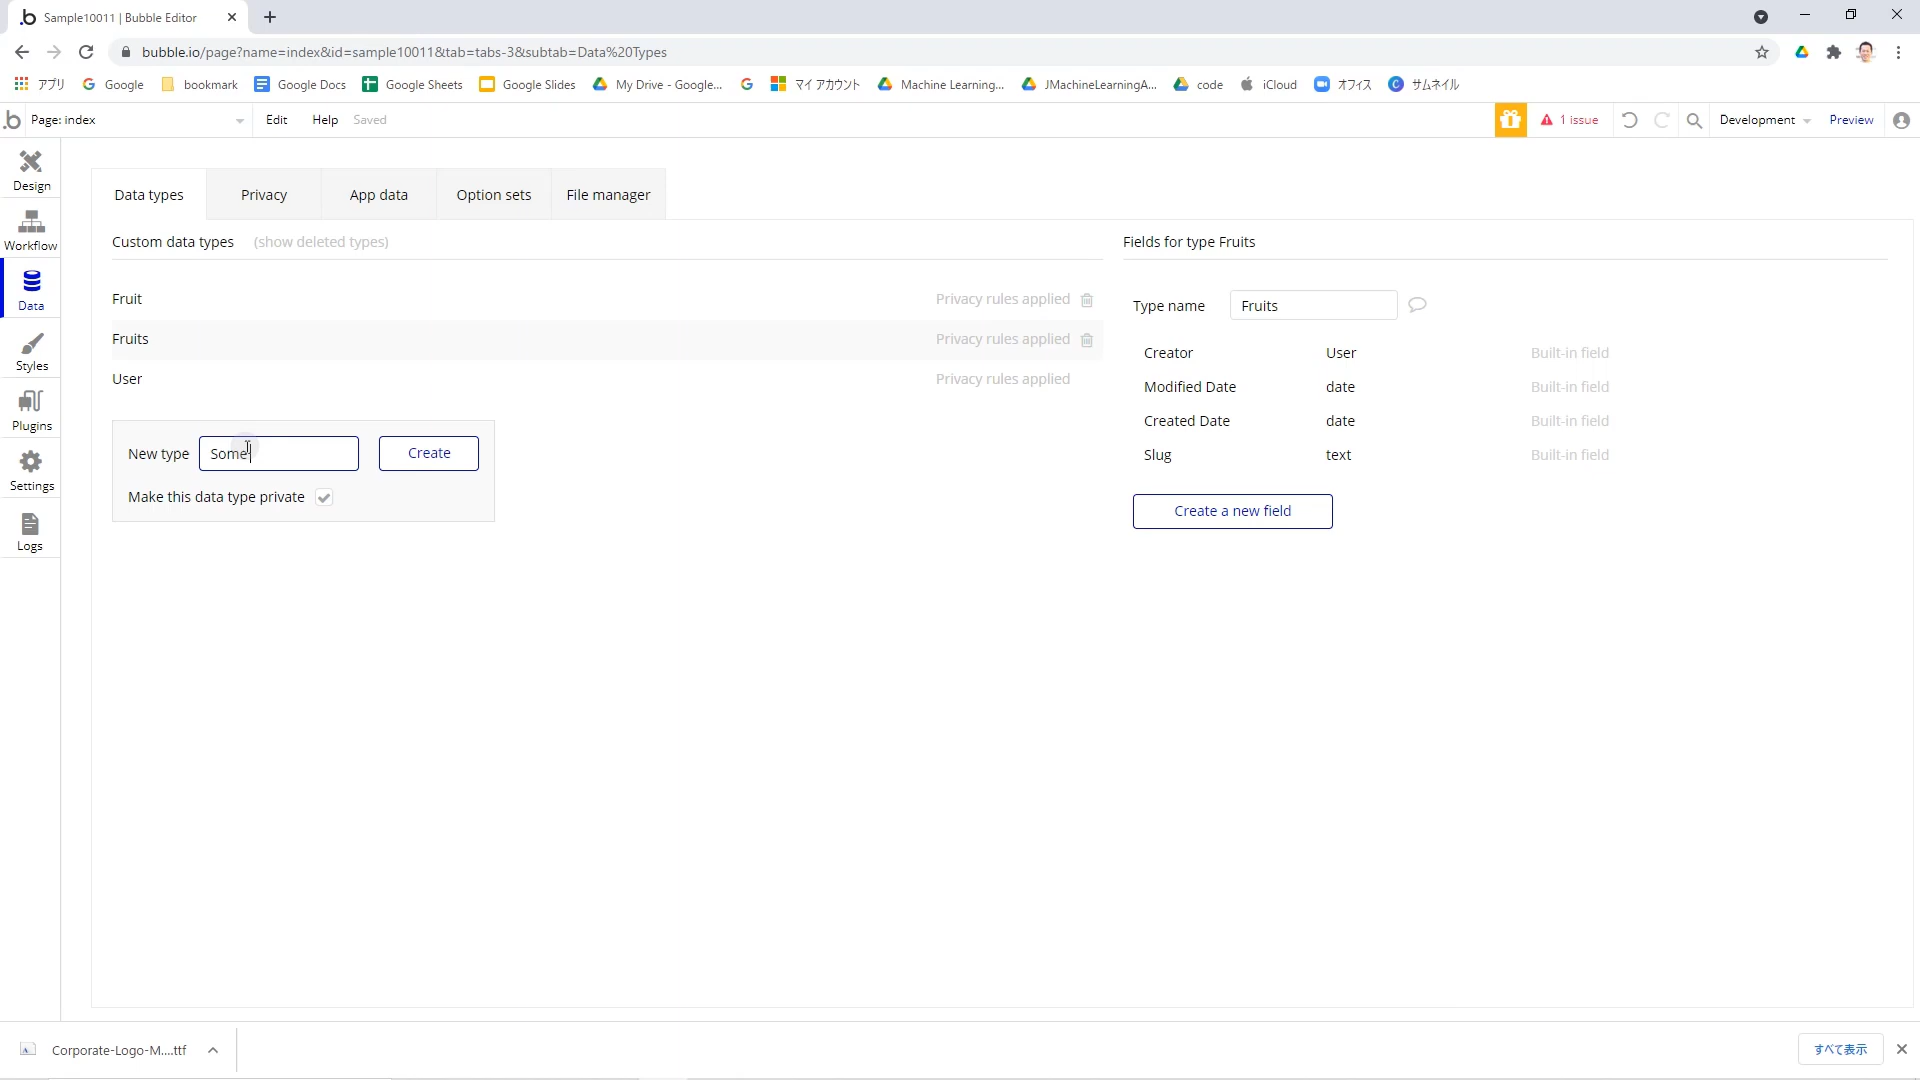 Sample10011 | Bubble Editor
bubble.io/page?name=index&id=sample10011&tab=tabs-3&subtab=Data%20Types
アプリ Google bookmark Google Docs Google Sheets Google Slides My Drive - Google... マイ アカウント Machine Learning... JMachineLearningA... code iCloud オフィス サムネイル
Page: index Edit Help Saved 1 issue Development Preview
Design
Workflow
Data
Styles
Plugins
Settings
Logs
Data types Privacy App data Option sets File manager
Custom data types (show deleted types)
Fruit Privacy rules applied
Fruits Privacy rules applied
User Privacy rules applied
New type Some Create
Make this data type private
Fields for type Fruits
Type name Fruits
Creator User Built-in field
Modified Date date Built-in field
Created Date date Built-in field
Slug text Built-in field
Create a new field
Corporate-Logo-M....ttf すべて表示